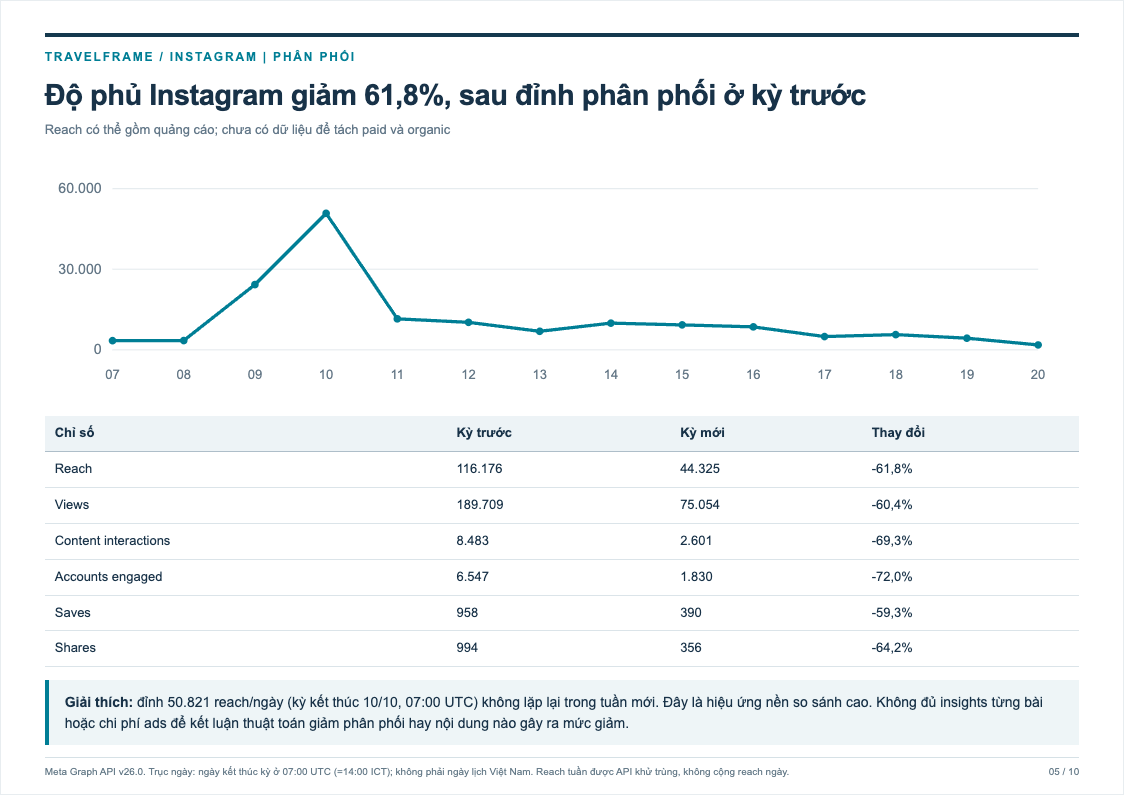 TRAVELFRAME / INSTAGRAM | PHÂN PHỐI
Độ phủ Instagram giảm 61,8%, sau đỉnh phân phối ở kỳ trước
Reach có thể gồm quảng cáo; chưa có dữ liệu để tách paid và organic
60.000
30.000
0
07 08 09 10 11 12 13 14 15 16 17 18 19 20
Chỉ số Kỳ trước Kỳ mới Thay đổi
Reach 116.176 44.325 -61,8%
Views 189.709 75.054 -60,4%
Content interactions 8.483 2.601 -69,3%
Accounts engaged 6.547 1.830 -72,0%
Saves 958 390 -59,3%
Shares 994 356 -64,2%
Giải thích: đỉnh 50.821 reach/ngày (kỳ kết thúc 10/10, 07:00 UTC) không lặp lại trong tuần mới. Đây là hiệu ứng nền so sánh cao. Không đủ insights từng bài
hoặc chi phí ads để kết luận thuật toán giảm phân phối hay nội dung nào gây ra mức giảm.
Meta Graph API v26.0. Trục ngày: ngày kết thúc kỳ ở 07:00 UTC (=14:00 ICT); không phải ngày lịch Việt Nam. Reach tuần được API khử trùng, không cộng reach ngày.
05 / 10